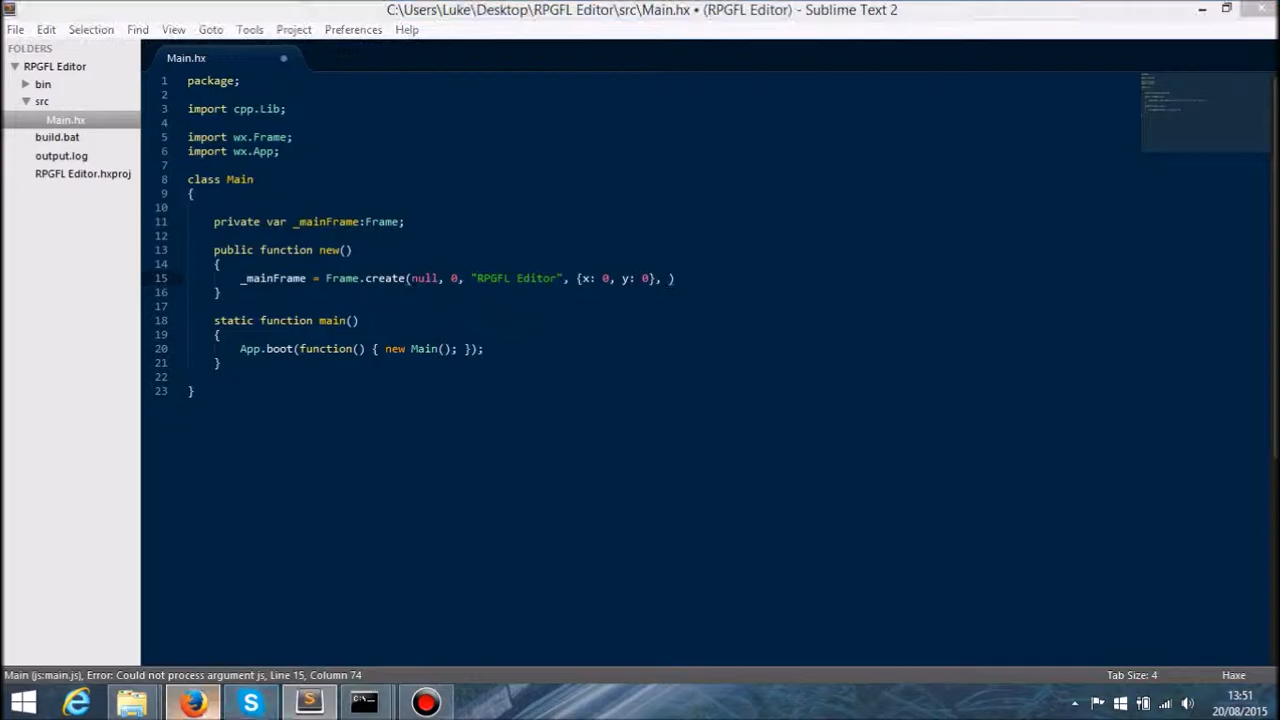 C:\Users\Luke\Desktop\RPGFL Editor\src\Main.hx • (RPGFL Editor) - Sublime Text 2
File Edit Selection Find View Goto Tools Project Preferences Help
FOLDERS
RPGFL Editor
bin
src
Main.hx
build.bat
output.log
RPGFL Editor.hxproj
Main.hx
1 package;
2
3 import cpp.Lib;
4
5 import wx.Frame;
6 import wx.App;
7
8 class Main
9 {
10
11 private var _mainFrame:Frame;
12
13 public function new()
14 {
15 _mainFrame = Frame.create(null, 0, "RPGFL Editor", {x: 0, y: 0}, )
16 }
17
18 static function main()
19 {
20 App.boot(function() { new Main(); });
21 }
22
23 }
Main (js:main.js), Error: Could not process argument js, Line 15, Column 74
Tab Size: 4
Haxe
13:51
20/08/2015